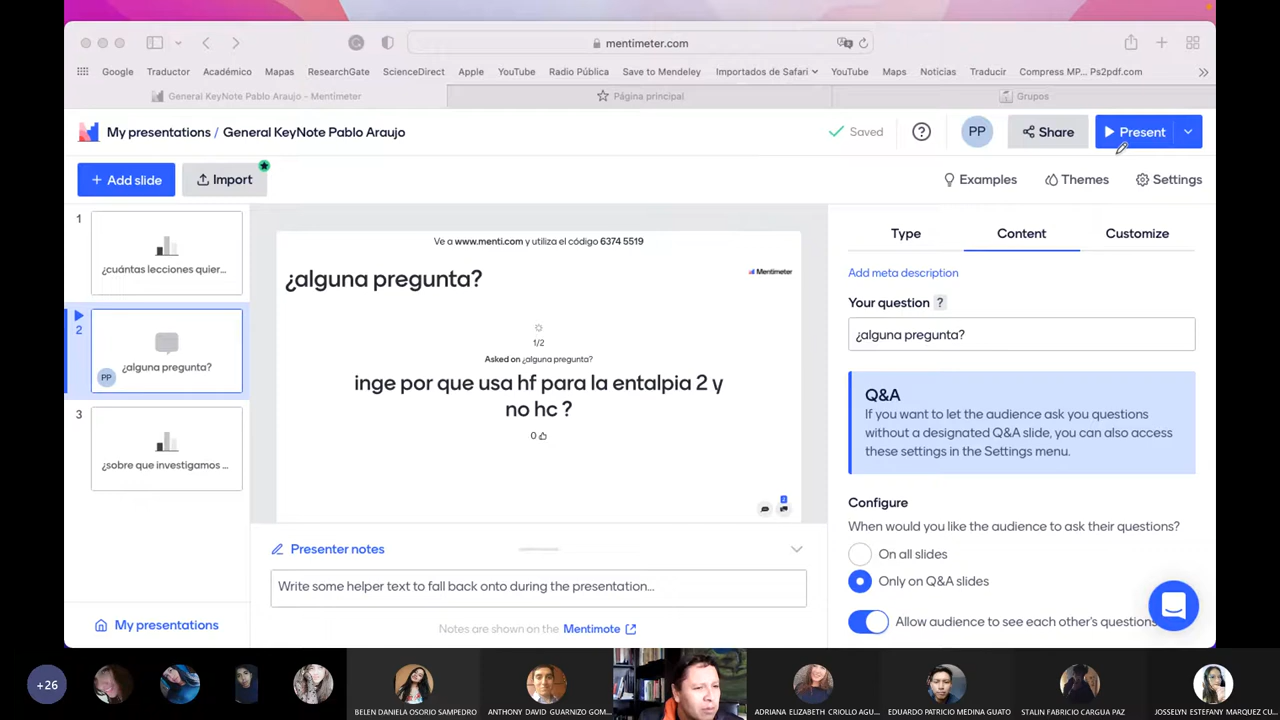 mentimeter.com
Google Traductor Académico Mapas ResearchGate ScienceDirect Apple YouTube Radio Pública Save to Mendeley Importados de Safari YouTube Maps Noticias Traducir Compress MP... Ps2pdf.com
General KeyNote Pablo Araujo - Mentimeter Página principal Grupos
My presentations / General KeyNote Pablo Araujo
Saved
?
PP
Share
Present
+ Add slide
Import
Examples
Themes
Settings
1
¿cuántas lecciones quier...
2
¿alguna pregunta?
PP
3
¿sobre que investigamos ...
My presentations
Ve a www.menti.com y utiliza el código 6374 5519
¿alguna pregunta?
Mentimeter
1/2
Asked on ¿alguna pregunta?
inge por que usa hf para la entalpia 2 y
no hc ?
0
2
Presenter notes
Write some helper text to fall back onto during the presentation...
Notes are shown on the Mentimote
Type Content Customize
Add meta description
Your question ?
¿alguna pregunta?
Q&A
If you want to let the audience ask you questions
without a designated Q&A slide, you can also access
these settings in the Settings menu.
Configure
When would you like the audience to ask their questions?
On all slides
Only on Q&A slides
Allow audience to see each other's questions
+26
BELEN DANIELA OSORIO SAMPEDRO
ANTHONY DAVID GUARNIZO GOM...
ADRIANA ELIZABETH CRIOLLO AGU...
EDUARDO PATRICIO MEDINA GUATO
STALIN FABRICIO CARGUA PAZ
JOSSELYN ESTEFANY MARQUEZ CU...